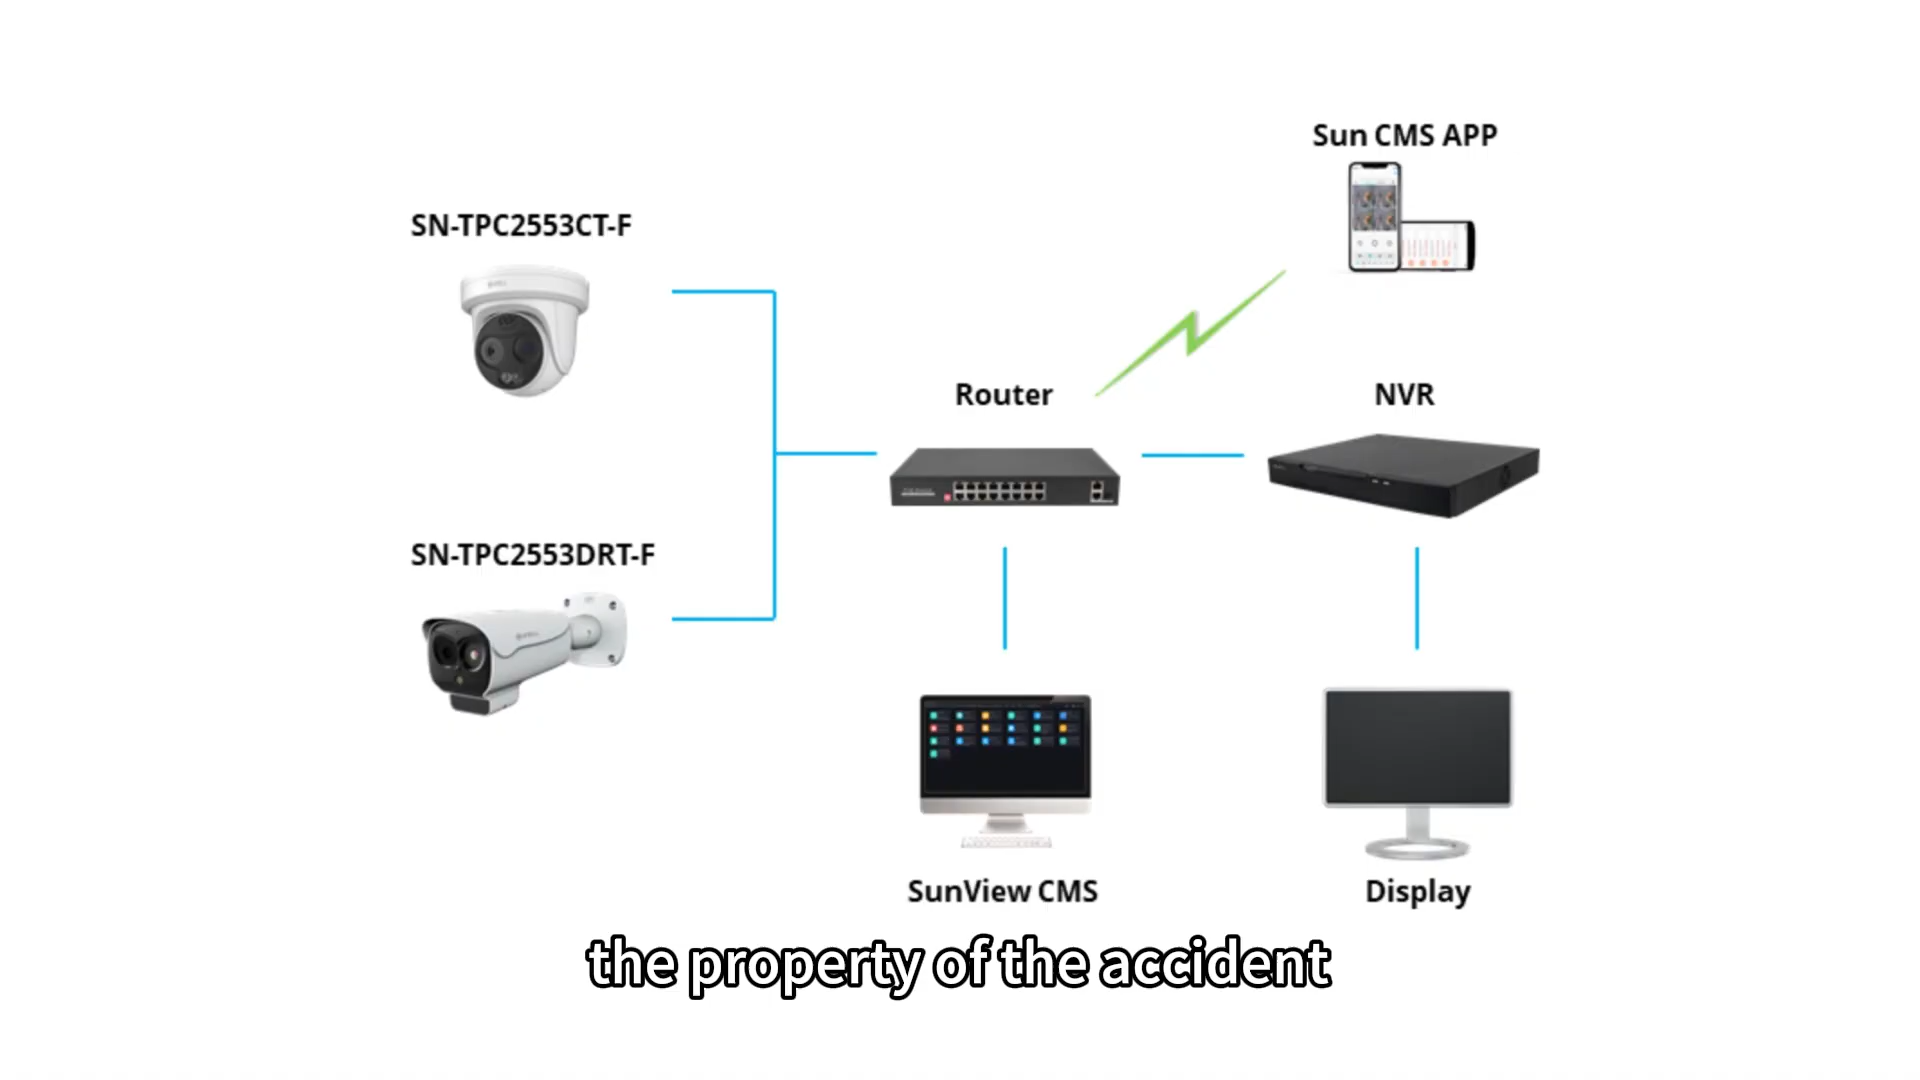 Sun CMS APP
SN-TPC2553CT-F
Router
NVR
SN-TPC2553DRT-F
SunView CMS
Display
the property of the accident